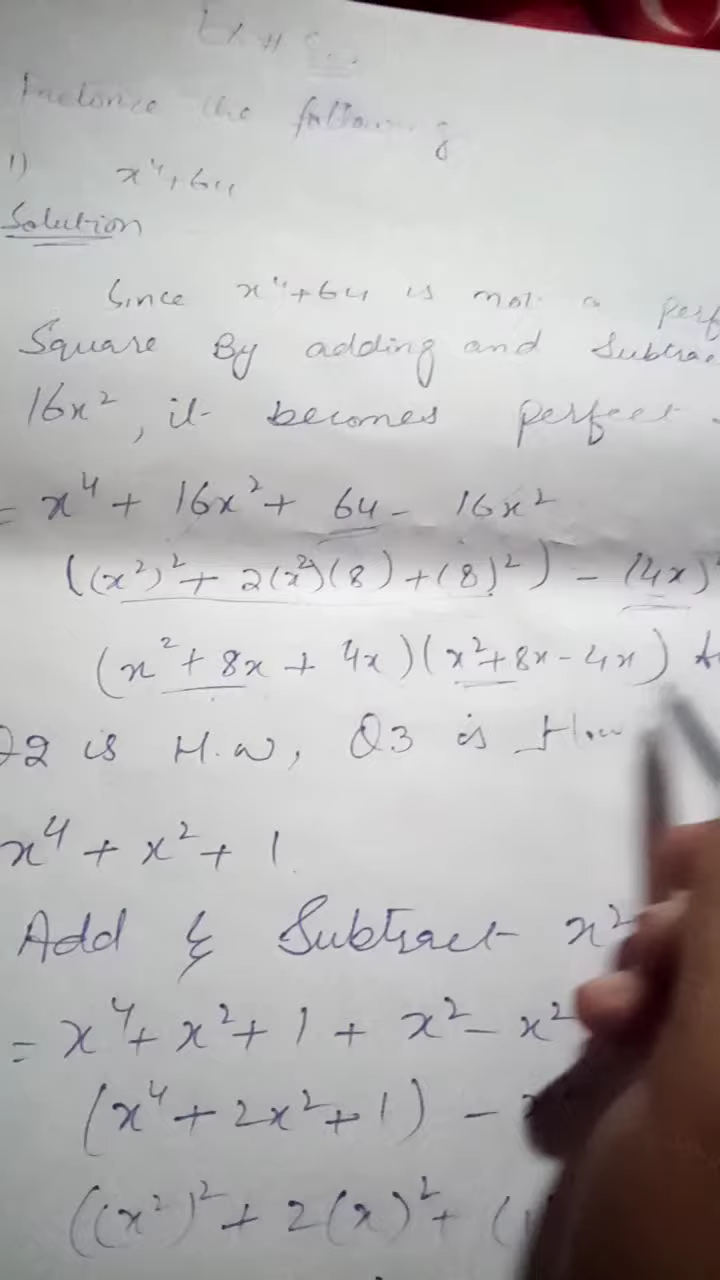 Factorize the following
1) x⁴+64
Solution
Since x⁴+64 is not a
Square By adding and
16x², it becomes perfect
= x⁴ + 16x² + 64 - 16x²
((x²)² + 2(x²)(8) + (8)²) - (4x)
(x² + 8x + 4x)(x² + 8x - 4x)
Q2 is H.W, Q3 is
x⁴ + x² + 1
Add & Subtract x²
= x⁴ + x² + 1 + x² - x²
(x⁴ + 2x² + 1) -
((x²)² + 2(x)² + (